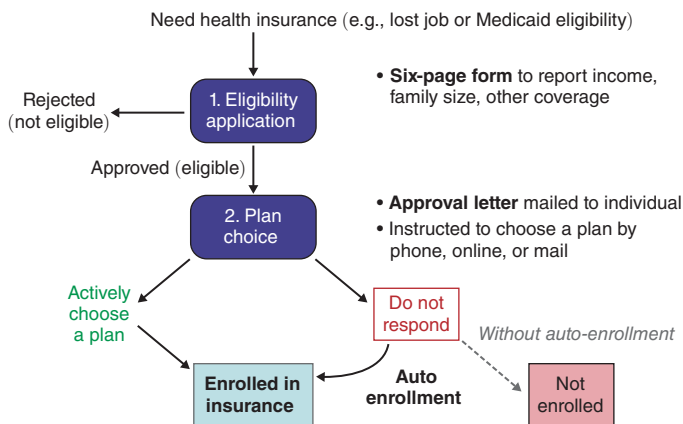 Need health insurance (e.g., lost job or Medicaid eligibility)
Rejected
(not eligible)
1. Eligibility
application
• Six-page form to report income,
family size, other coverage
Approved (eligible)
2. Plan
choice
• Approval letter mailed to individual
• Instructed to choose a plan by
phone, online, or mail
Actively
choose
a plan
Do not
respond
Without auto-enrollment
Enrolled in
insurance
Auto
enrollment
Not
enrolled